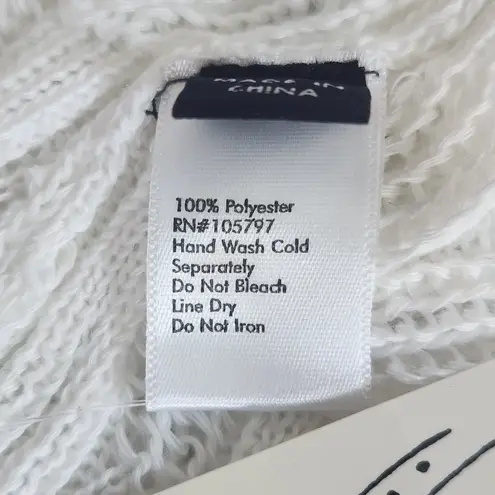 MADE IN
CHINA
100% Polyester
RN#105797
Hand Wash Cold
Separately
Do Not Bleach
Line Dry
Do Not Iron